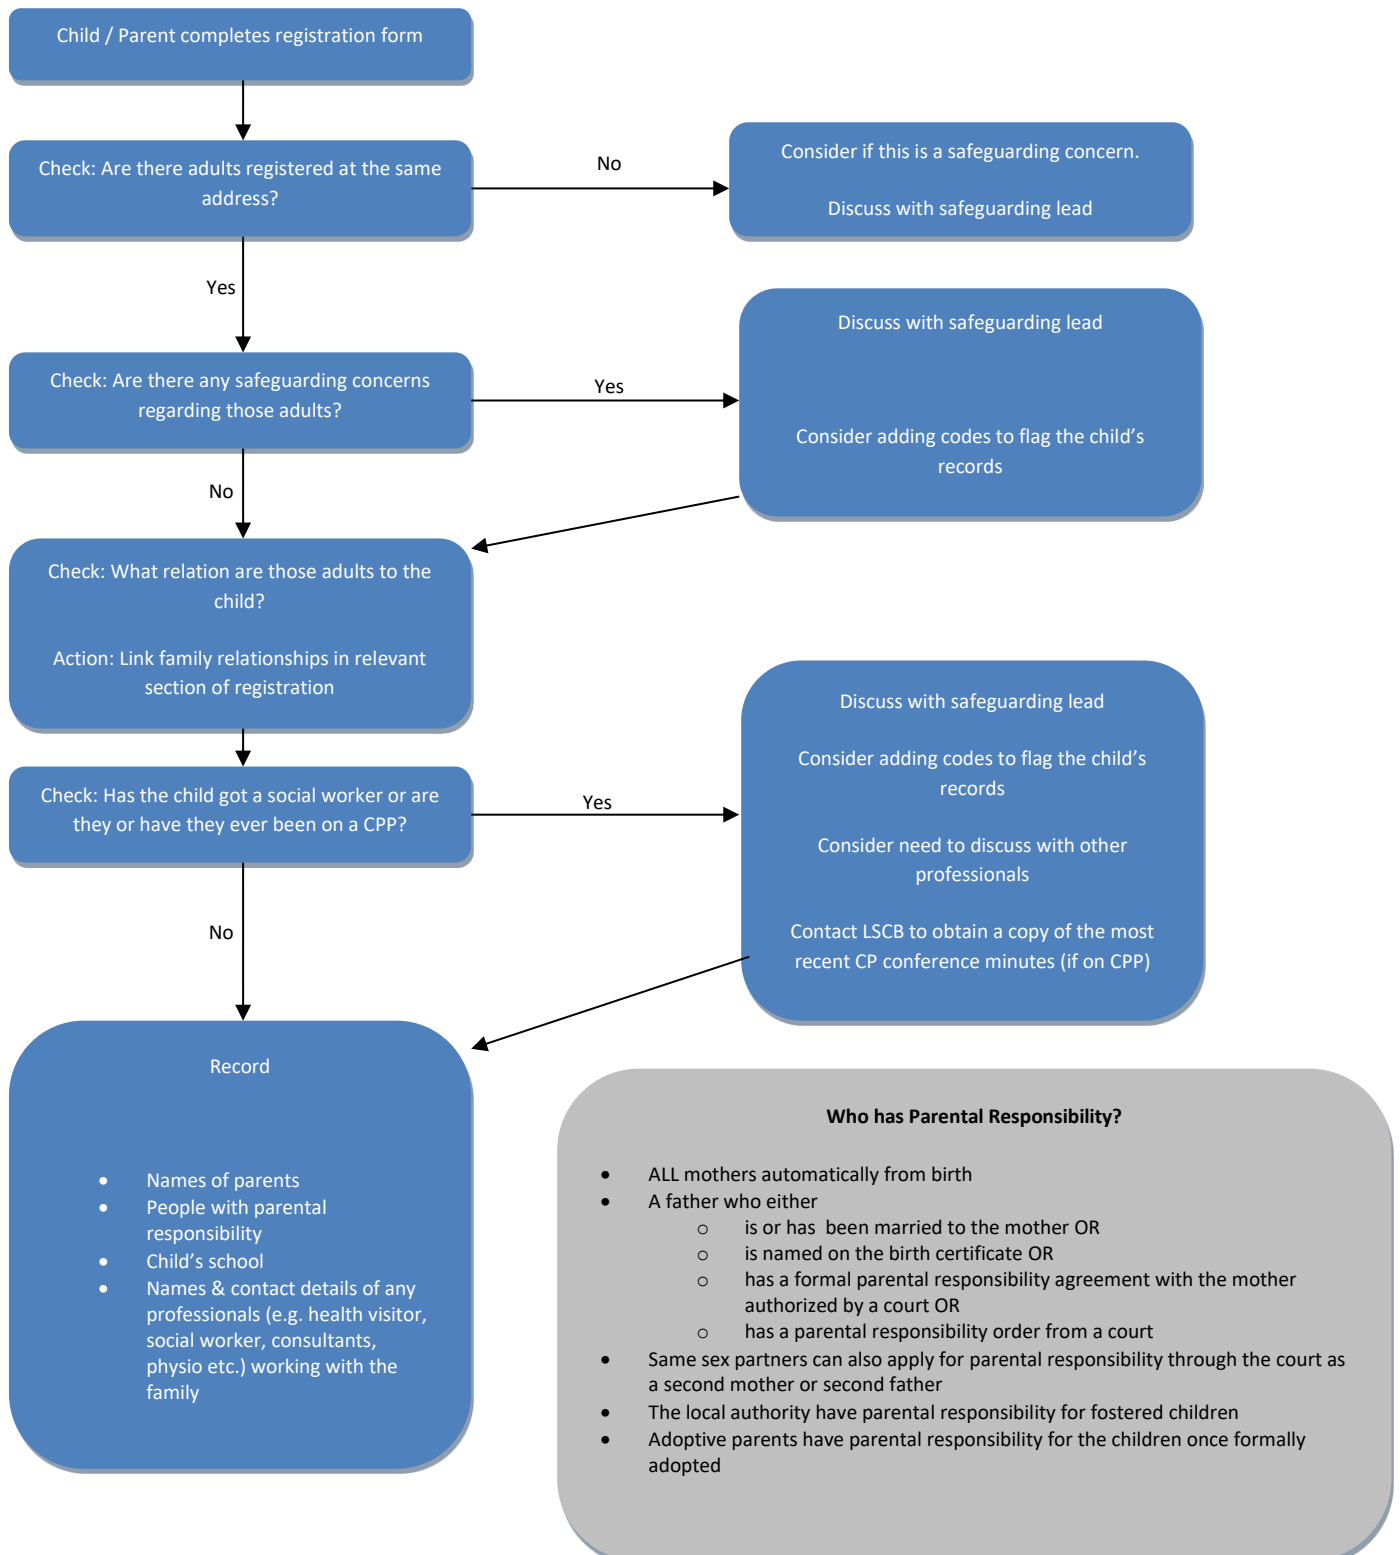 Child / Parent completes registration form
Check: Are there adults registered at the same
address?
No
Consider if this is a safeguarding concern.
Discuss with safeguarding lead
Yes
Check: Are there any safeguarding concerns
regarding those adults?
Yes
Discuss with safeguarding lead
Consider adding codes to flag the child’s
records
No
Check: What relation are those adults to the
child?
Action: Link family relationships in relevant
section of registration
Check: Has the child got a social worker or are
they or have they ever been on a CPP?
Yes
Discuss with safeguarding lead
Consider adding codes to flag the child’s
records
Consider need to discuss with other
professionals
Contact LSCB to obtain a copy of the most
recent CP conference minutes (if on CPP)
No
Record
• Names of parents
• People with parental
responsibility
• Child’s school
• Names & contact details of any
professionals (e.g. health visitor,
social worker, consultants,
physio etc.) working with the
family
Who has Parental Responsibility?
• ALL mothers automatically from birth
• A father who either
o is or has  been married to the mother OR
o is named on the birth certificate OR
o has a formal parental responsibility agreement with the mother
authorized by a court OR
o has a parental responsibility order from a court
• Same sex partners can also apply for parental responsibility through the court as
a second mother or second father
• The local authority have parental responsibility for fostered children
• Adoptive parents have parental responsibility for the children once formally
adopted